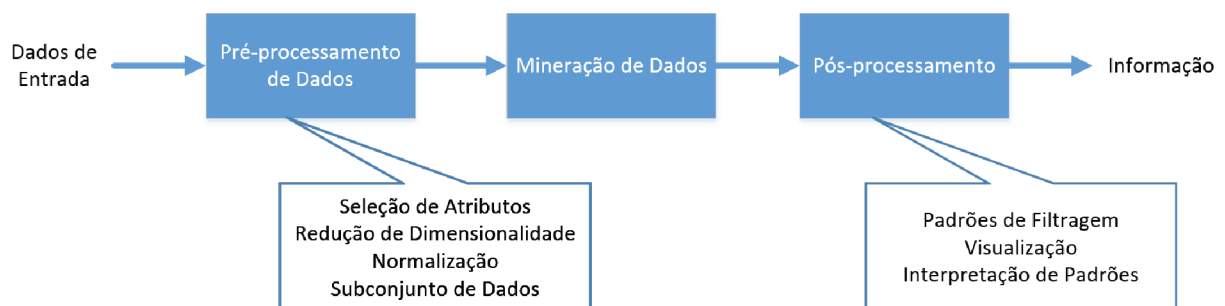 Dados de
Entrada
Pré-processamento
de Dados
Mineração de Dados
Pós-processamento
Informação
Seleção de Atributos
Redução de Dimensionalidade
Normalização
Subconjunto de Dados
Padrões de Filtragem
Visualização
Interpretação de Padrões